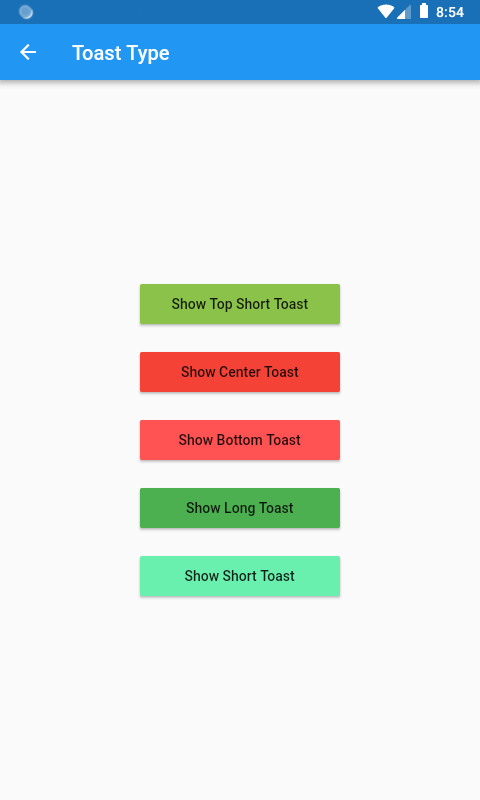 8:54
Toast Type
Show Top Short Toast
Show Center Toast
Show Bottom Toast
Show Long Toast
Show Short Toast